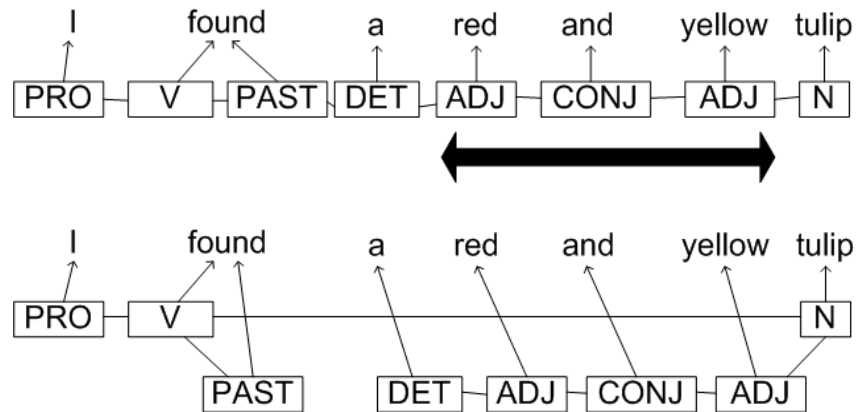 I found a red and yellow tulip
PRO V PAST DET ADJ CONJ ADJ N
I found a red and yellow tulip
PRO V N
PAST DET ADJ CONJ ADJ